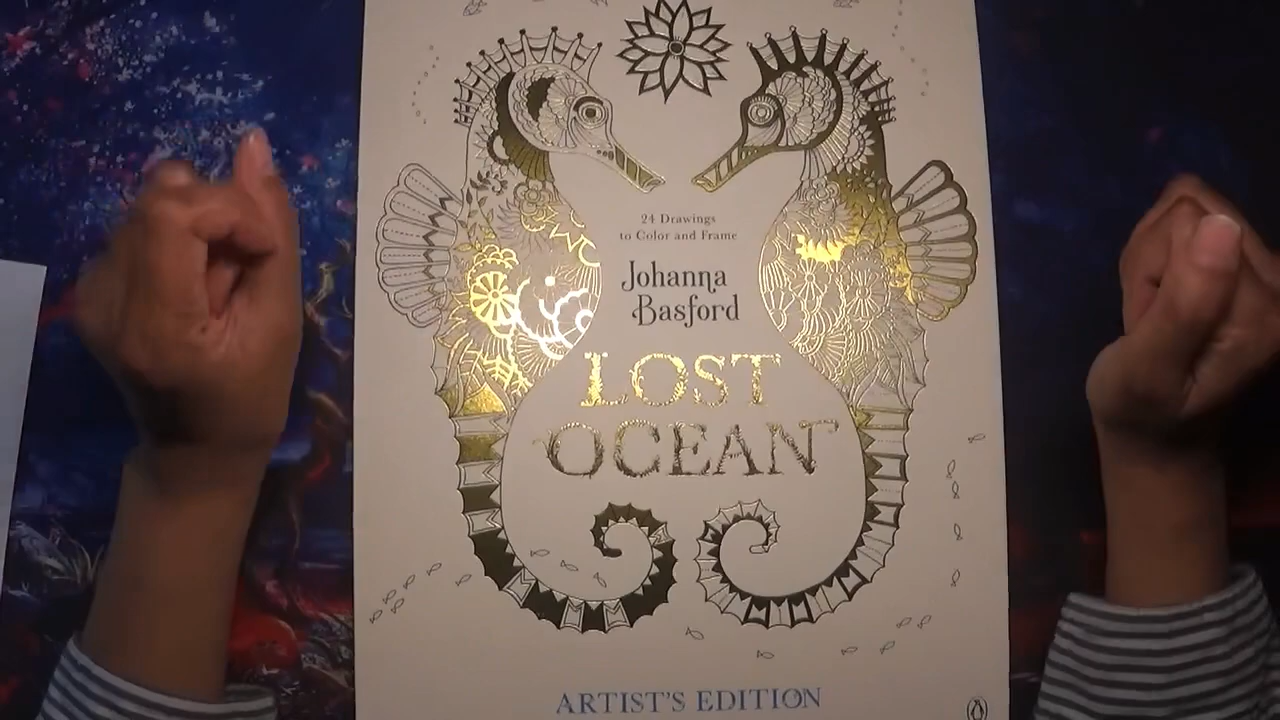 24 Drawings
to Color and Frame
Johanna
Basford
LOST
OCEAN
ARTIST'S EDITION